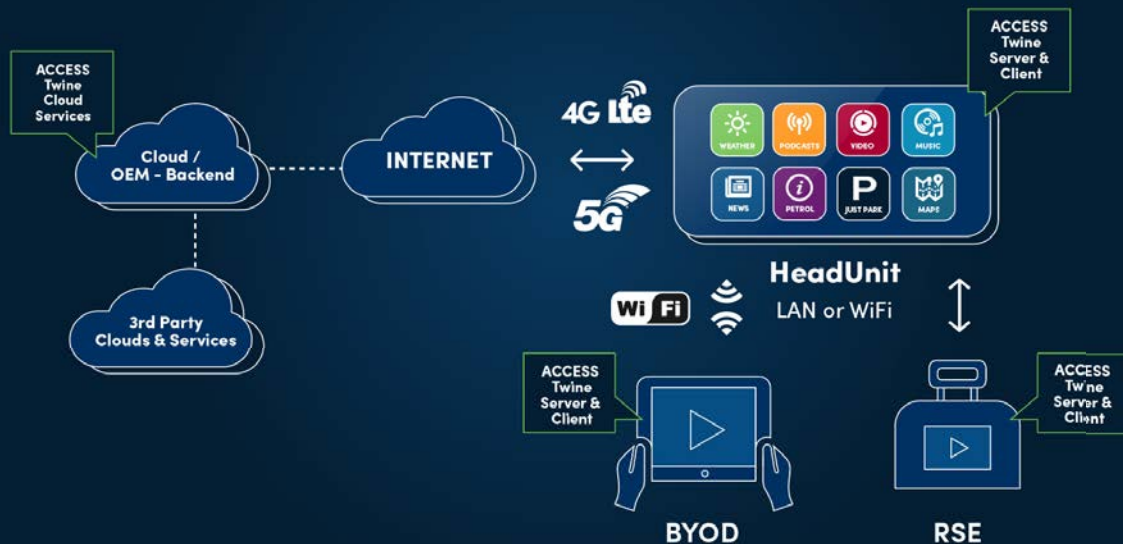 ACCESS
Twine
Cloud
Services
Cloud /
OEM - Backend
INTERNET
3rd Party
Clouds & Services
4G Lte
5G
ACCESS
Twine
Server &
Client
WEATHER
PODCASTS
VIDEO
MUSIC
NEWS
PETROL
P
JUST PARK
MAPS
HeadUnit
LAN or WiFi
Wi Fi
ACCESS
Twine
Server &
Client
BYOD
ACCESS
Twine
Server &
Client
RSE